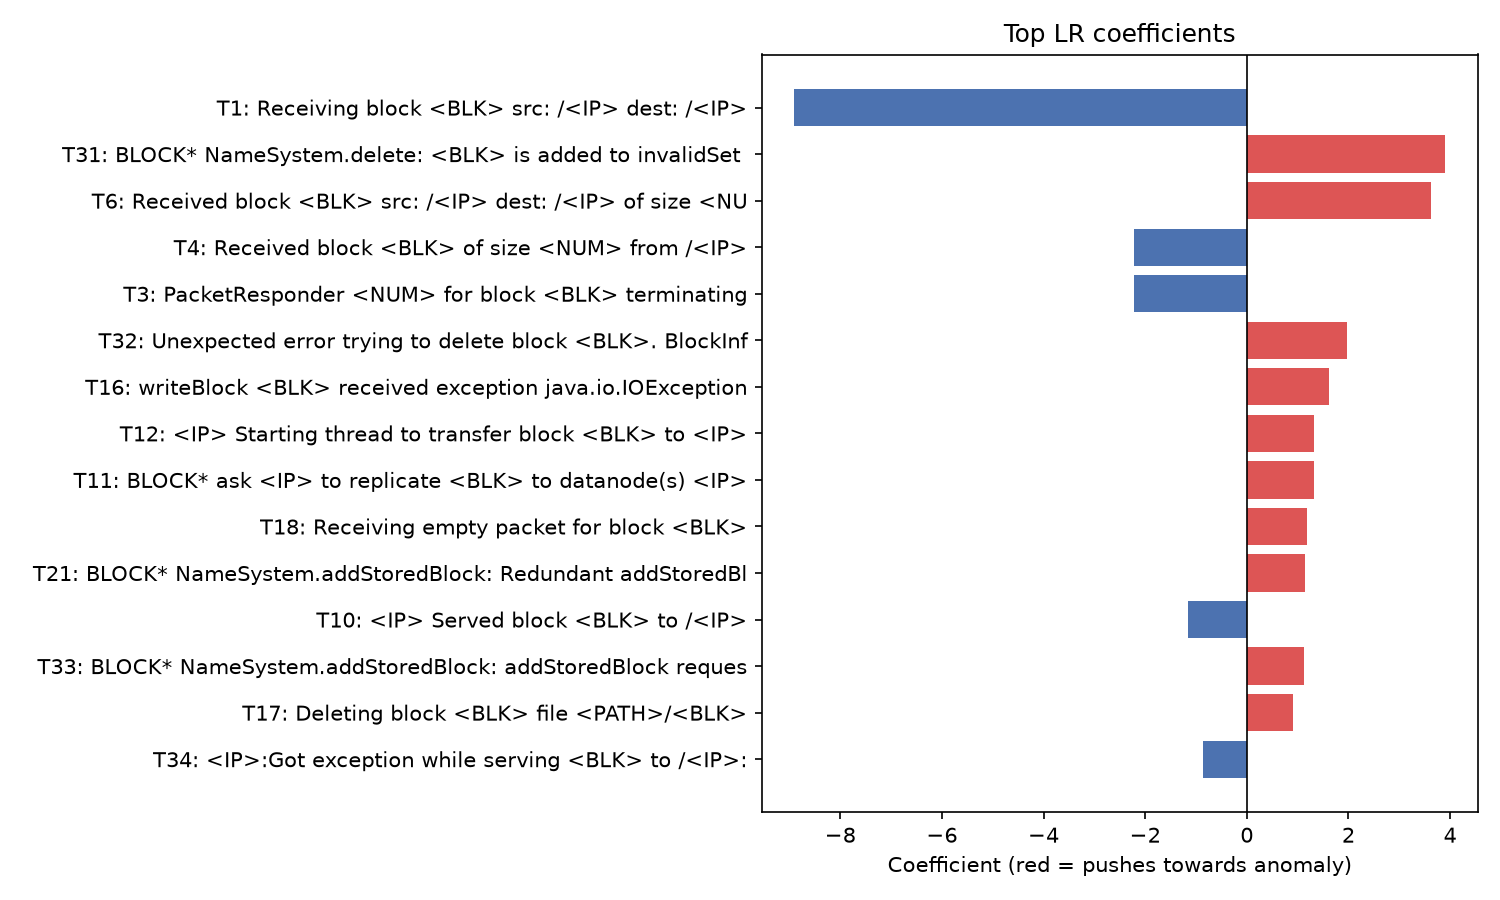 Top LR coefficients
T1: Receiving block <BLK> src: /<IP> dest: /<IP>
T31: BLOCK* NameSystem.delete: <BLK> is added to invalidSet
T6: Received block <BLK> src: /<IP> dest: /<IP> of size <NU
T4: Received block <BLK> of size <NUM> from /<IP>
T3: PacketResponder <NUM> for block <BLK> terminating
T32: Unexpected error trying to delete block <BLK>. BlockInf
T16: writeBlock <BLK> received exception java.io.IOException
T12: <IP> Starting thread to transfer block <BLK> to <IP>
T11: BLOCK* ask <IP> to replicate <BLK> to datanode(s) <IP>
T18: Receiving empty packet for block <BLK>
T21: BLOCK* NameSystem.addStoredBlock: Redundant addStoredBl
T10: <IP> Served block <BLK> to /<IP>
T33: BLOCK* NameSystem.addStoredBlock: addStoredBlock reques
T17: Deleting block <BLK> file <PATH>/<BLK>
T34: <IP>:Got exception while serving <BLK> to /<IP>:
−8 −6 −4 −2 0 2 4
Coefficient (red = pushes towards anomaly)